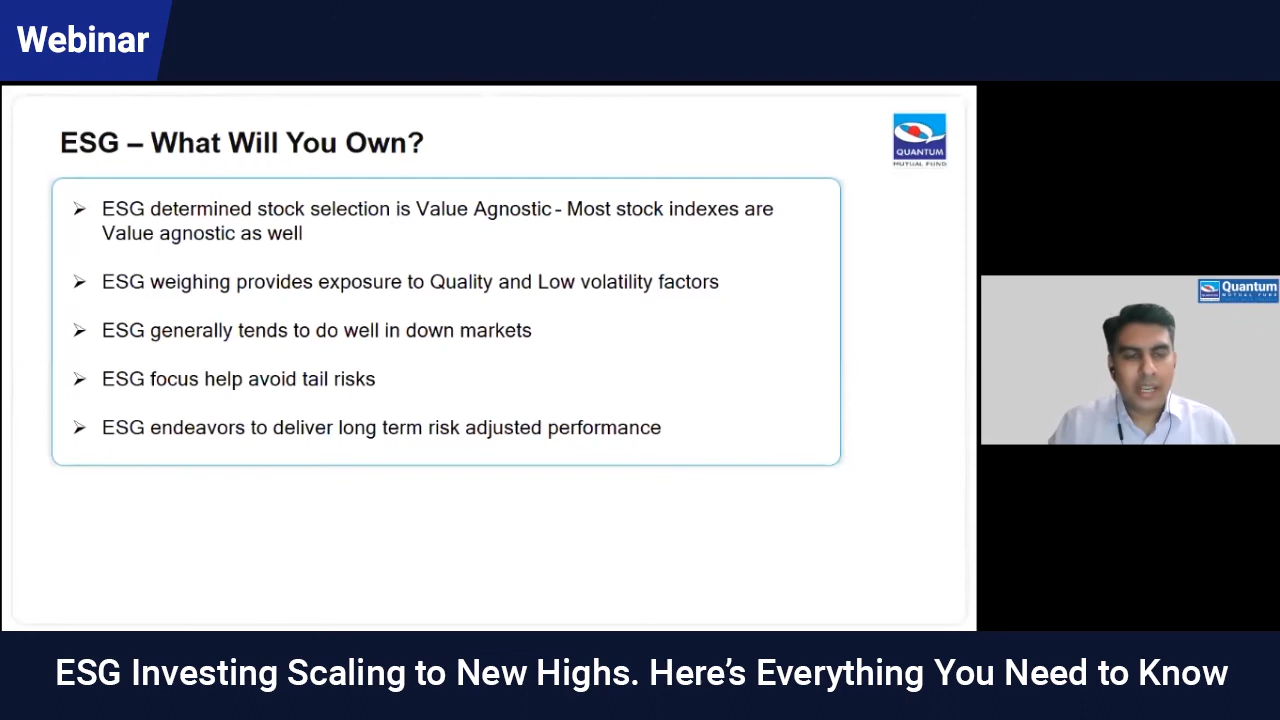 Webinar
ESG – What Will You Own?
QUANTUM
MUTUAL FUND
➢ ESG determined stock selection is Value Agnostic - Most stock indexes are
Value agnostic as well
➢ ESG weighing provides exposure to Quality and Low volatility factors
➢ ESG generally tends to do well in down markets
➢ ESG focus help avoid tail risks
➢ ESG endeavors to deliver long term risk adjusted performance
Quantum
MUTUAL FUND
ESG Investing Scaling to New Highs. Here’s Everything You Need to Know